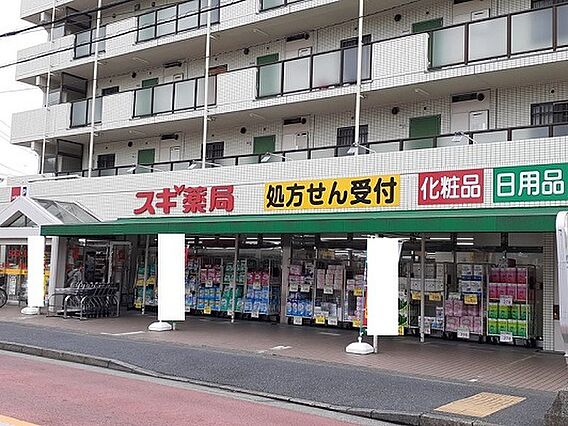 スギ薬局
処方せん受付
化粧品
日用品